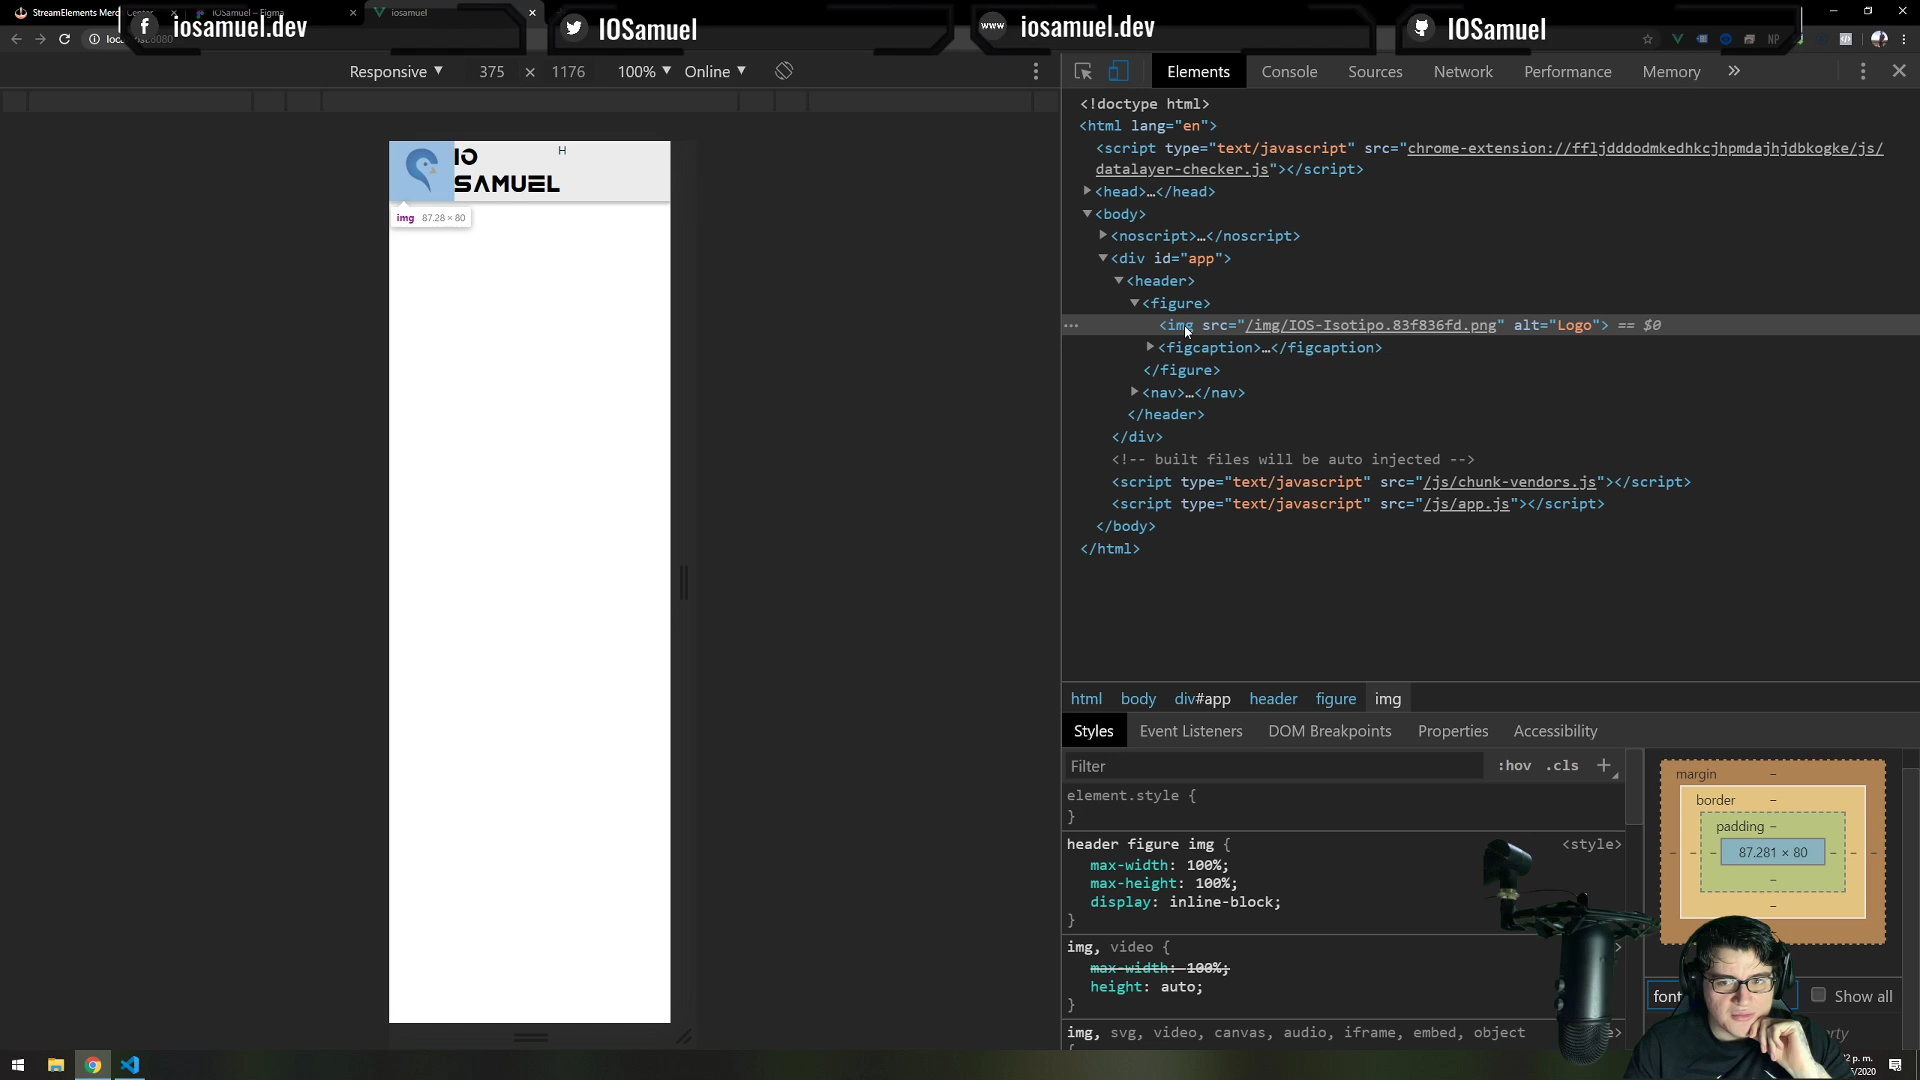 StreamElements Merc
IOSamuel – Figma
iosamuel
iosamuel.dev
IOSamuel
www
iosamuel.dev
IOSamuel
Responsive
375
×
1176
100%
Online
Elements
Console
Sources
Network
Performance
Memory
IO
SAMUEL
H
img 87.28 × 80
<!doctype html>
<html lang="en">
<script type="text/javascript" src="chrome-extension://ffljdddodmkedhkcjhpmdajhjdbkogke/js/
datalayer-checker.js"></script>
<head>…</head>
<body>
<noscript>…</noscript>
<div id="app">
<header>
<figure>
<img src="/img/IOS-Isotipo.83f836fd.png" alt="Logo"> == $0
<figcaption>…</figcaption>
</figure>
<nav>…</nav>
</header>
</div>
<!-- built files will be auto injected -->
<script type="text/javascript" src="/js/chunk-vendors.js"></script>
<script type="text/javascript" src="/js/app.js"></script>
</body>
</html>
html body div#app header figure img
Styles Event Listeners DOM Breakpoints Properties Accessibility
Filter
:hov .cls +
element.style {
}
header figure img {
<style>
max-width: 100%;
max-height: 100%;
display: inline-block;
}
img, video {
max-width: 100%;
height: auto;
}
img, svg, video, canvas, audio, iframe, embed, object
margin –
border –
padding –
87.281 × 80
font
Show all